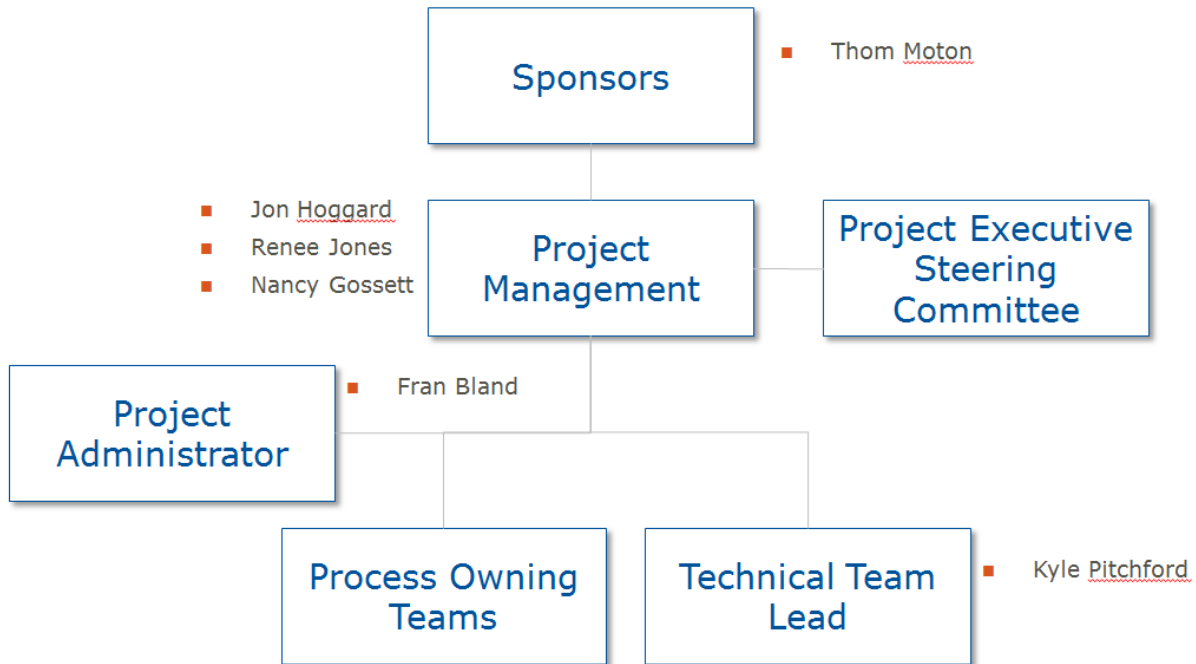 Sponsors
Thom Moton
Jon Hoggard
Renee Jones
Nancy Gossett
Project
Management
Project Executive
Steering
Committee
Project
Administrator
Fran Bland
Process Owning
Teams
Technical Team
Lead
Kyle Pitchford